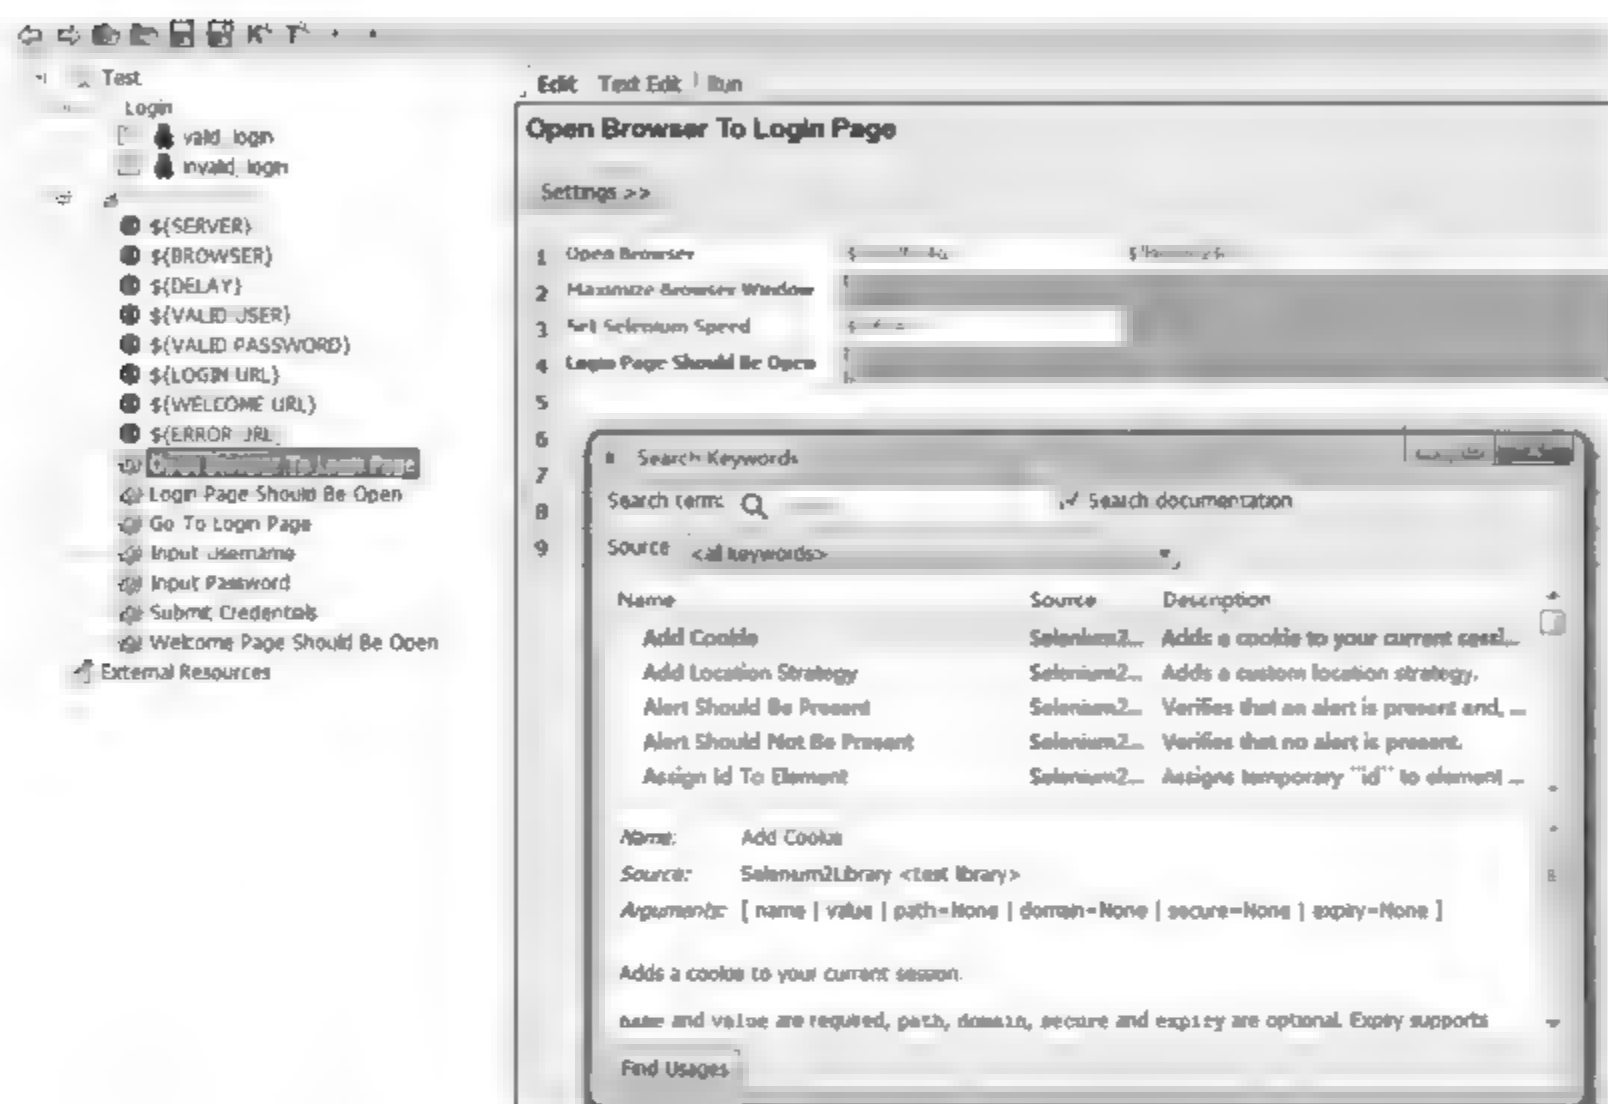 Test
Login
valid_login
invalid_login
${SERVER}
${BROWSER}
${DELAY}
${VALID USER}
${VALID PASSWORD}
${LOGIN URL}
${WELCOME URL}
${ERROR URL
To Login Page
Login Page Should Be Open
Go To Login Page
Input Username
Input Password
Submit Credentials
Welcome Page Should Be Open
External Resources
Edit Text Edit Run
Open Browser To Login Page
Settings >>
1 Open Browser
2 Maximize Browser Window
3 Set Selenium Speed
4 Login Page Should Be Open
5
6
7
8
9
Search Keywords
Search term: Search documentation
Source <all keywords>
Name Source Description
Add Cookie Selenium2... Adds a cookie to your current sessi...
Add Location Strategy Selenium2... Adds a custom location strategy.
Alert Should Be Present Selenium2... Verifies that an alert is present and, ...
Alert Should Not Be Present Selenium2... Verifies that no alert is present.
Assign Id To Element Selenium2... Assigns temporary ``id`` to element ...
Name: Add Cookie
Source: Selenium2Library <test library>
Arguments: [ name | value | path=None | domain=None | secure=None | expiry=None ]
Adds a cookie to your current session.
name and value are required, path, domain, secure and expiry are optional. Expiry supports
Find Usages